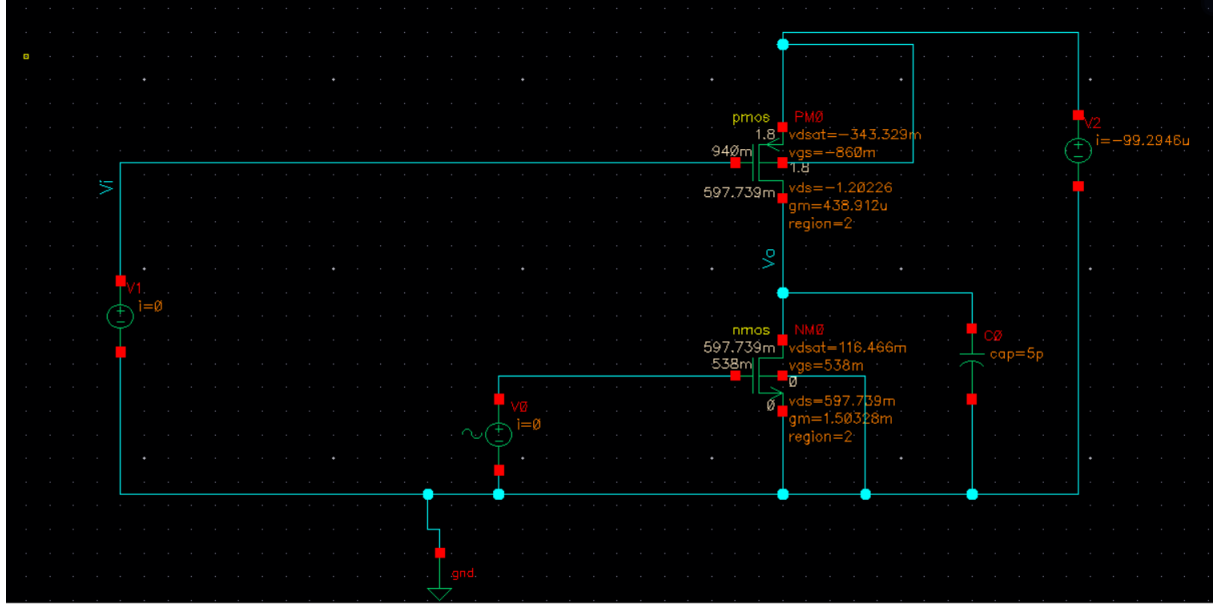 pmos PM0
1.8 vdsat=-343.329m
940m vgs=-860m
1.8
597.739m vds=-1.20226
gm=438.912u
region=2
V2
i=-99.2946u
Vi
Vo
V1
i=0
nmos NM0
597.739m vdsat=116.466m
538m vgs=538m
0
0 vds=597.739m
gm=1.50328m
region=2
C0
cap=5p
V0
i=0
gnd